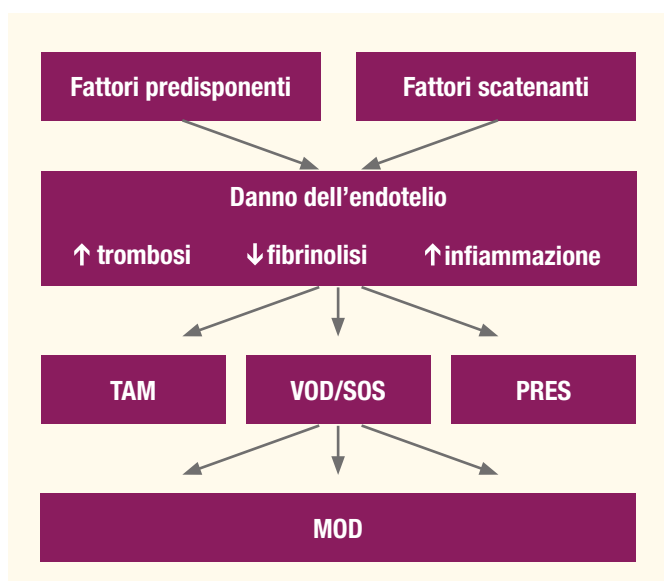 Fattori predisponenti
Fattori scatenanti
Danno dell’endotelio
↑ trombosi ↓ fibrinolisi ↑ infiammazione
TAM
VOD/SOS
PRES
MOD